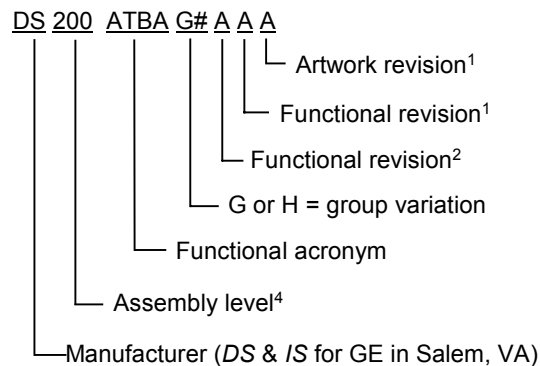 DS 200 ATBA G# A A A
Artwork revision¹
Functional revision¹
Functional revision²
G or H = group variation
Functional acronym
Assembly level⁴
Manufacturer (DS & IS for GE in Salem, VA)